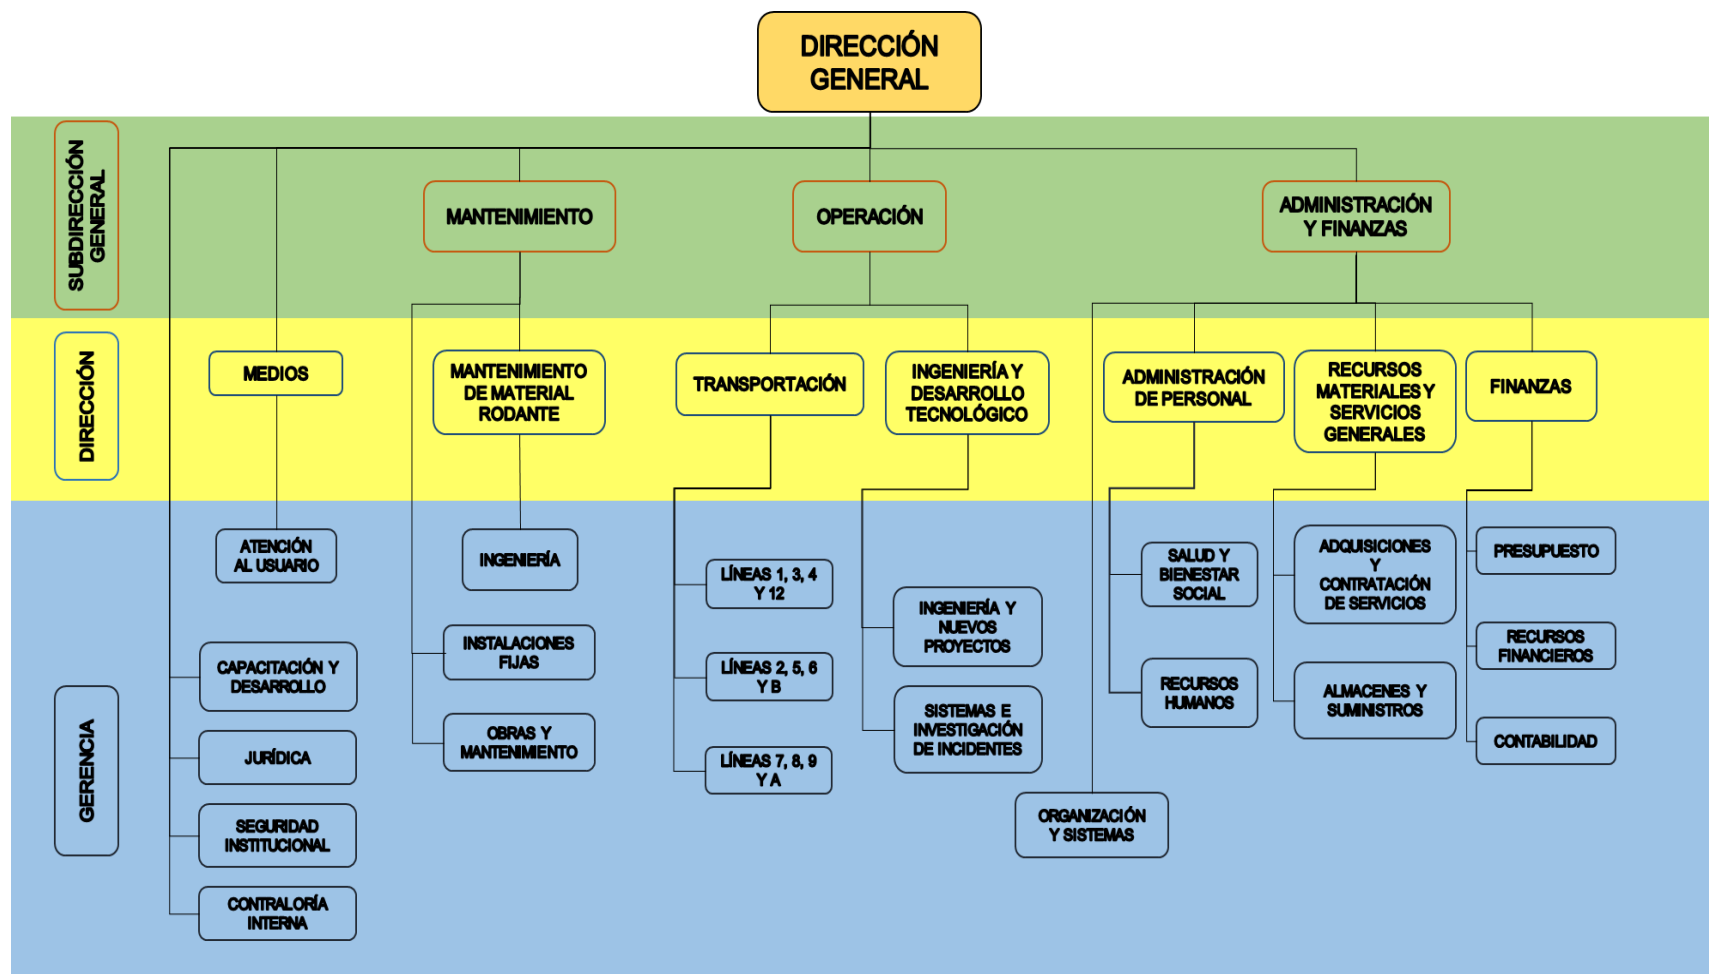 DIRECCIÓN
GENERAL
SUBDIRECCIÓN
GENERAL
MANTENIMIENTO
OPERACIÓN
ADMINISTRACIÓN
Y FINANZAS
DIRECCIÓN
MEDIOS
MANTENIMIENTO
DE MATERIAL
RODANTE
TRANSPORTACIÓN
INGENIERÍA Y
DESARROLLO
TECNOLÓGICO
ADMINISTRACIÓN
DE PERSONAL
RECURSOS
MATERIALES Y
SERVICIOS
GENERALES
FINANZAS
GERENCIA
ATENCIÓN
AL USUARIO
CAPACITACIÓN Y
DESARROLLO
JURÍDICA
SEGURIDAD
INSTITUCIONAL
CONTRALORÍA
INTERNA
INGENIERÍA
INSTALACIONES
FIJAS
OBRAS Y
MANTENIMIENTO
LÍNEAS 1, 3, 4
Y 12
LÍNEAS 2, 5, 6
Y B
LÍNEAS 7, 8, 9
Y A
INGENIERÍA Y
NUEVOS
PROYECTOS
SISTEMAS E
INVESTIGACIÓN
DE INCIDENTES
ORGANIZACIÓN
Y SISTEMAS
SALUD Y
BIENESTAR
SOCIAL
RECURSOS
HUMANOS
ADQUISICIONES
Y
CONTRATACIÓN
DE SERVICIOS
ALMACENES Y
SUMINISTROS
PRESUPUESTO
RECURSOS
FINANCIEROS
CONTABILIDAD